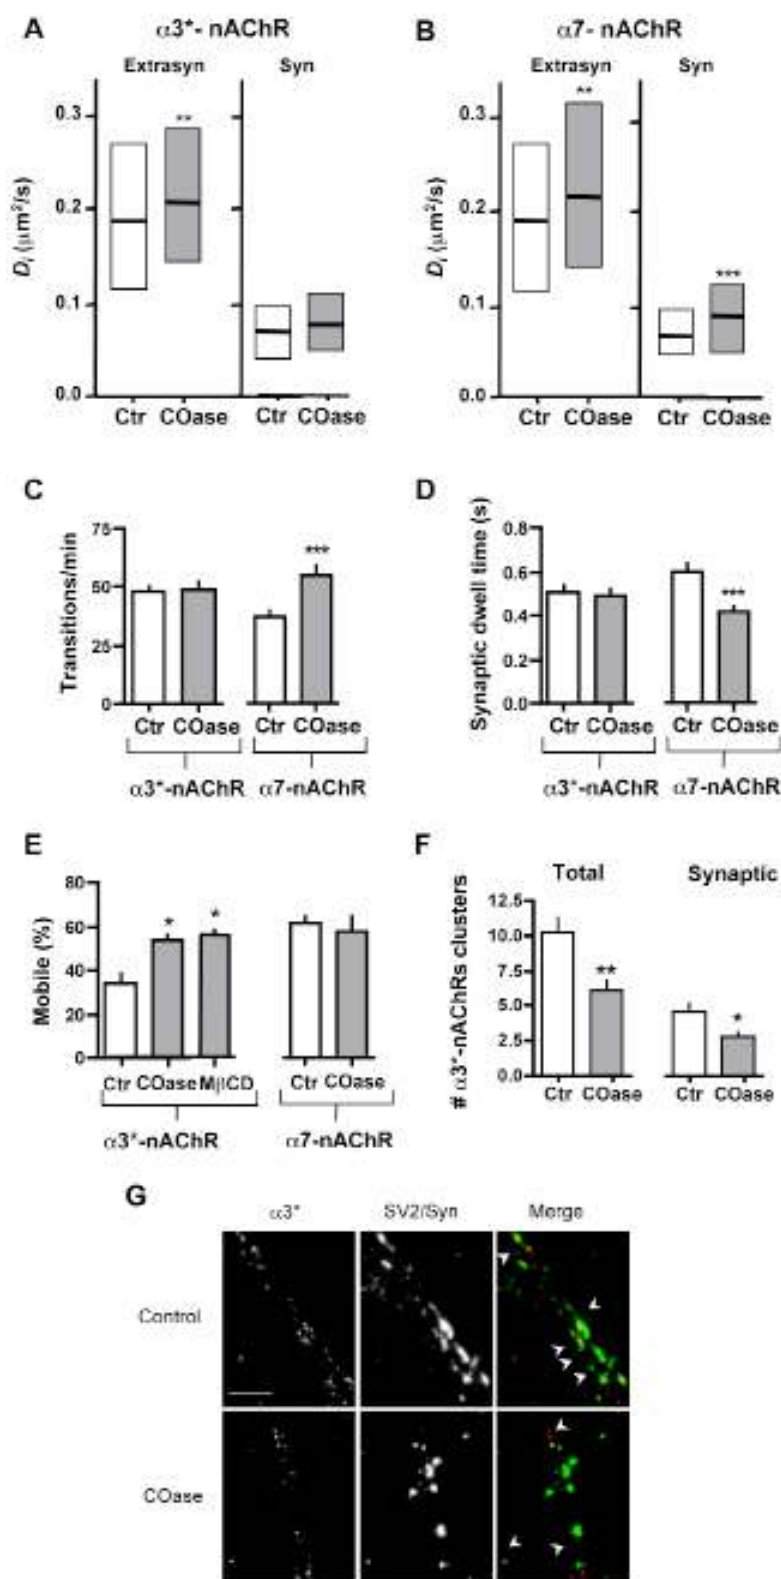 A α3*- nAChR
Extrasyn Syn
**
0.3
0.2
0.1
0.0
Di (μm²/s)
Ctr COase Ctr COase
B α7- nAChR
Extrasyn Syn
**
***
0.3
0.2
0.1
0.0
Di (μm²/s)
Ctr COase Ctr COase
C
75
50
25
0
Transitions/min
***
Ctr COase Ctr COase
α3*-nAChR α7-nAChR
D
0.8
0.6
0.4
0.2
0.0
Synaptic dwell time (s)
***
Ctr COase Ctr COase
α3*-nAChR α7-nAChR
E
80
60
40
20
0
Mobile (%)
* *
Ctr COase MβCD Ctr COase
α3*-nAChR α7-nAChR
F
Total Synaptic
12.5
10.0
7.5
5.0
2.5
0.0
# α3*-nAChRs clusters
**
*
Ctr COase Ctr COase
G
α3* SV2/Syn Merge
Control
COase